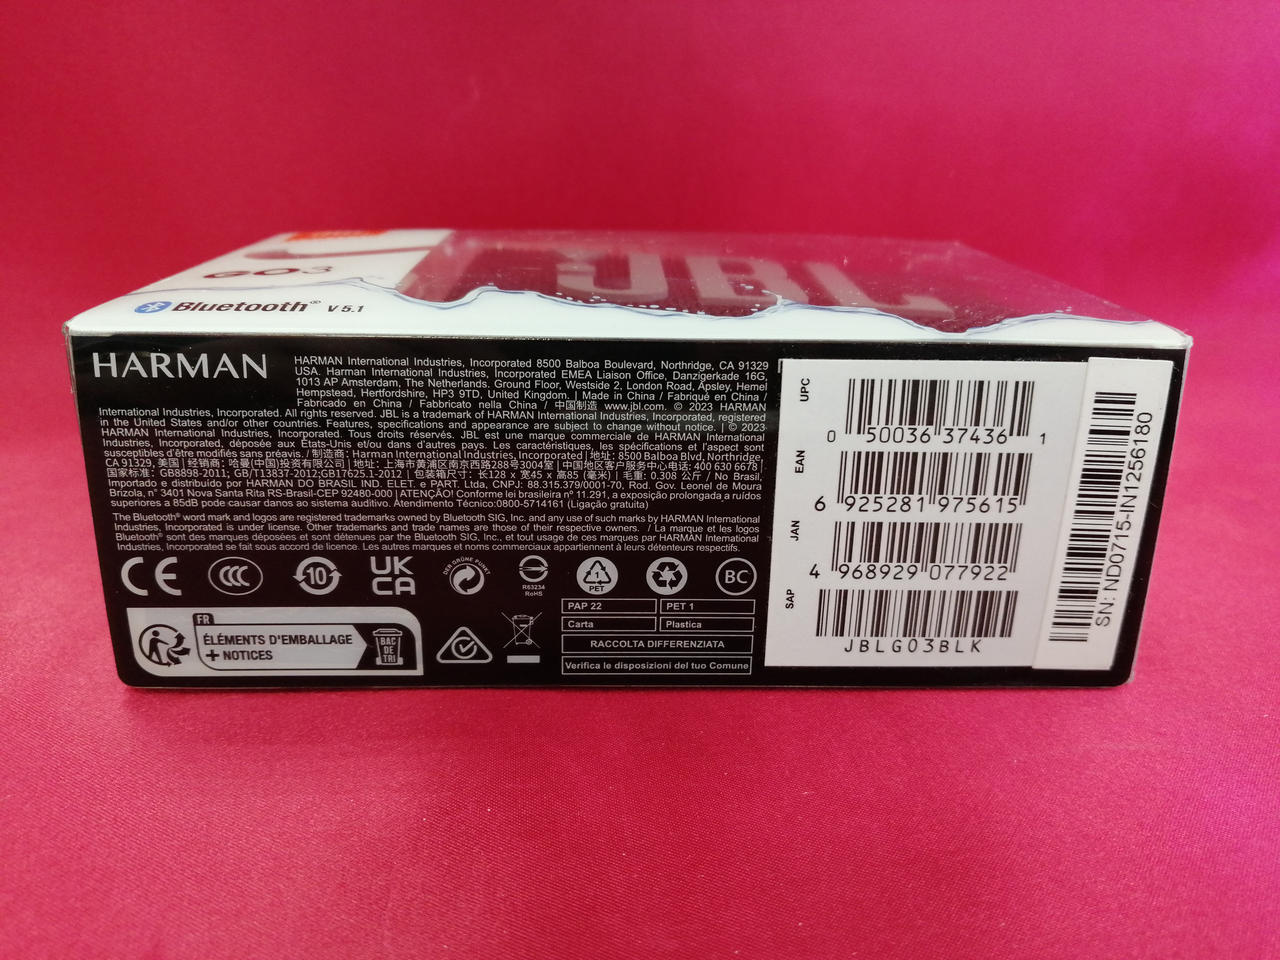 GO3
JBL
Bluetooth® V 5.1
HARMAN
HARMAN International Industries, Incorporated 8500 Balboa Boulevard, Northridge, CA 91329
USA. Harman International Industries, Incorporated EMEA Liaison Office, Danzigerkade 16G,
1013 AP Amsterdam, The Netherlands. Ground Floor, Westside 2, London Road, Apsley, Hemel
Hempstead, Hertfordshire, HP3 9TD, United Kingdom. | Made in China / Fabriqué en China /
Fabricado en China / Fabbricato nella China / 中国制造 www.jbl.com. © 2023 HARMAN
International Industries, Incorporated. All rights reserved. JBL is a trademark of HARMAN International Industries, Incorporated, registered
in the United States and/or other countries. Features, specifications and appearance are subject to change without notice. | © 2023
HARMAN International Industries, Incorporated. Tous droits réservés. JBL est une marque commerciale de HARMAN International
Industries, Incorporated, déposée aux États-Unis et/ou dans d'autres pays. Les caractéristiques, les spécifications et l'aspect sont
susceptibles d'être modifiés sans préavis./ 制造商: Harman International Industries, Incorporated | 地址: 8500 Balboa Blvd, Northridge,
CA 91329, 美国 | 经销商: 哈曼(中国)投资有限公司 | 地址: 上海市黄浦区南京西路288号3004室 | 中国地区客户服务中心电话: 400 630 6678 |
国家标准: GB8898-2011; GB/T13837-2012;GB17625.1-2012 | 包装箱尺寸: 长128 x 宽45 x 高85 (毫米) | 毛重: 0.308 公斤 / No Brasil,
Importado e distribuído por HARMAN DO BRASIL IND. ELET. e PART. Ltda, CNPJ: 88.315.379/0001-70, Rod. Gov. Leonel de Moura
Brizola, n° 3401 Nova Santa Rita RS-Brasil-CEP 92480-000 | ATENÇÃO! Conforme lei brasileira nº 11.291, a exposição prolongada a ruídos
superiores a 85dB pode causar danos ao sistema auditivo. Atendimento Técnico:0800-5714161 (Ligação gratuita)
The Bluetooth® word mark and logos are registered trademarks owned by Bluetooth SIG, Inc. and any use of such marks by HARMAN International
Industries, Incorporated is under license. Other trademarks and trade names are those of their respective owners. / La marque et les logos
Bluetooth® sont des marques déposées et sont détenues par the Bluetooth SIG, Inc., et tout usage de ces marques par HARMAN International
Industries, Incorporated se fait sous accord de licence. Les autres marques et noms commerciaux appartiennent à leurs détenteurs respectifs.
CE
CCC
10
UK
CA
DER GRÜNE PUNKT
R63234
RoHS
1
PET
BC
FR
ÉLÉMENTS D'EMBALLAGE
+ NOTICES
BAC
DE
TRI
PAP 22
PET 1
Carta
Plastica
RACCOLTA DIFFERENZIATA
Verifica le disposizioni del tuo Comune
UPC
0 50036 37436 1
EAN
6 925281 975615
JAN
4 968929 077922
SAP
JBLGO3BLK
SN: ND0715-IN1256180